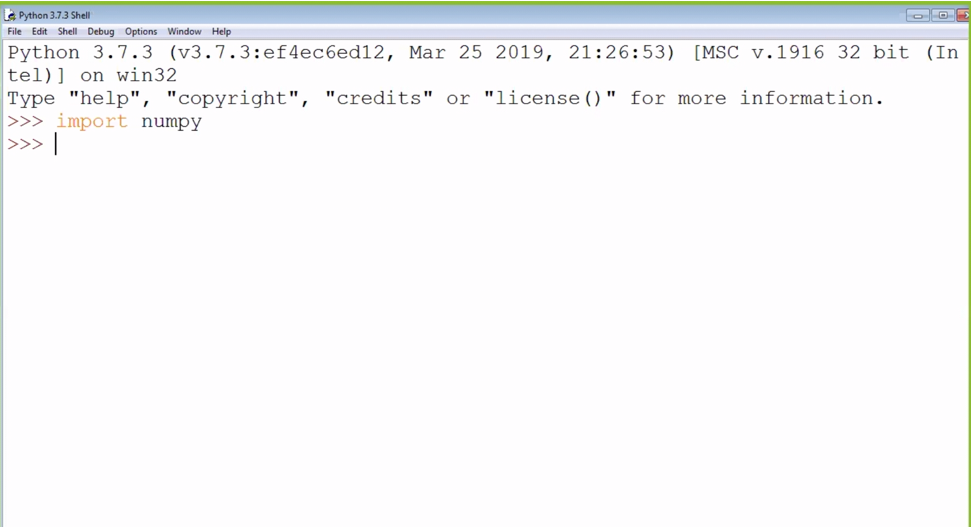 Python 3.7.3 Shell
File Edit Shell Debug Options Window Help
Python 3.7.3 (v3.7.3:ef4ec6ed12, Mar 25 2019, 21:26:53) [MSC v.1916 32 bit (In
tel)] on win32
Type "help", "copyright", "credits" or "license()" for more information.
>>> import numpy
>>>